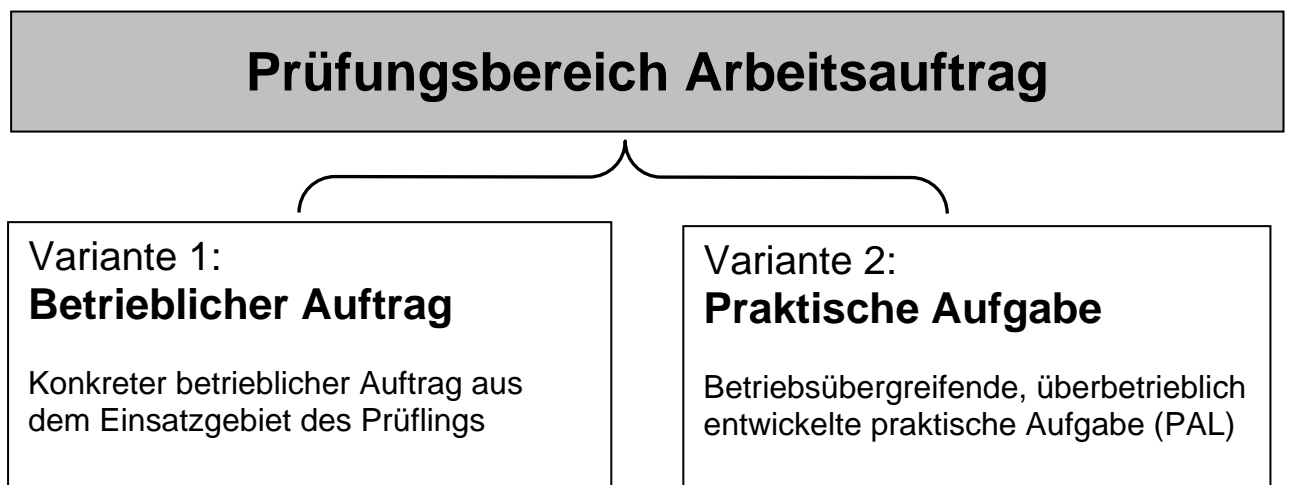 Prüfungsbereich Arbeitsauftrag
Variante 1:
Betrieblicher Auftrag
Konkreter betrieblicher Auftrag aus
dem Einsatzgebiet des Prüflings
Variante 2:
Praktische Aufgabe
Betriebsübergreifende, überbetrieblich
entwickelte praktische Aufgabe (PAL)